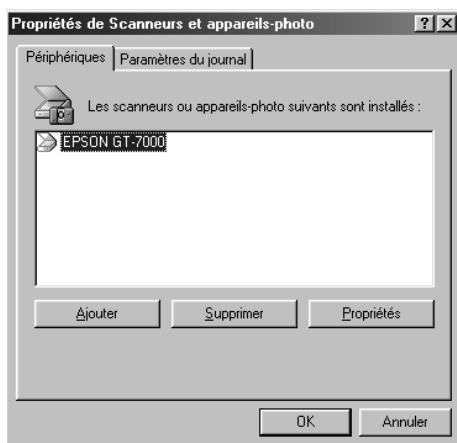 Propriétés de Scanneurs et appareils-photo
Périphériques Paramètres du journal
Les scanneurs ou appareils-photo suivants sont installés :
EPSON GT-7000
Ajouter Supprimer Propriétés
OK Annuler